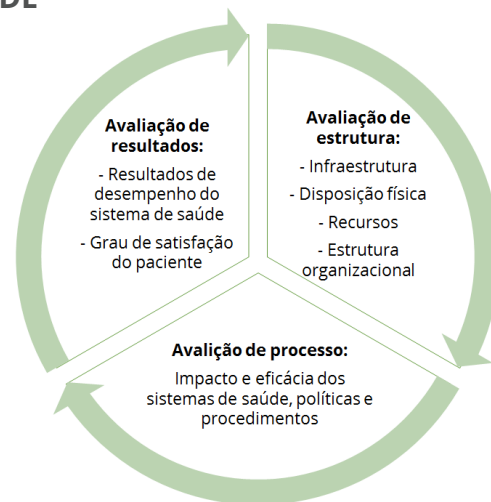 DE
Avaliação de
resultados:
- Resultados de
desempenho do
sistema de saúde
- Grau de satisfação
do paciente
Avaliação de
estrutura:
- Infraestrutura
- Disposição física
- Recursos
- Estrutura
organizacional
Avalição de processo:
Impacto e eficácia dos
sistemas de saúde, políticas e
procedimentos